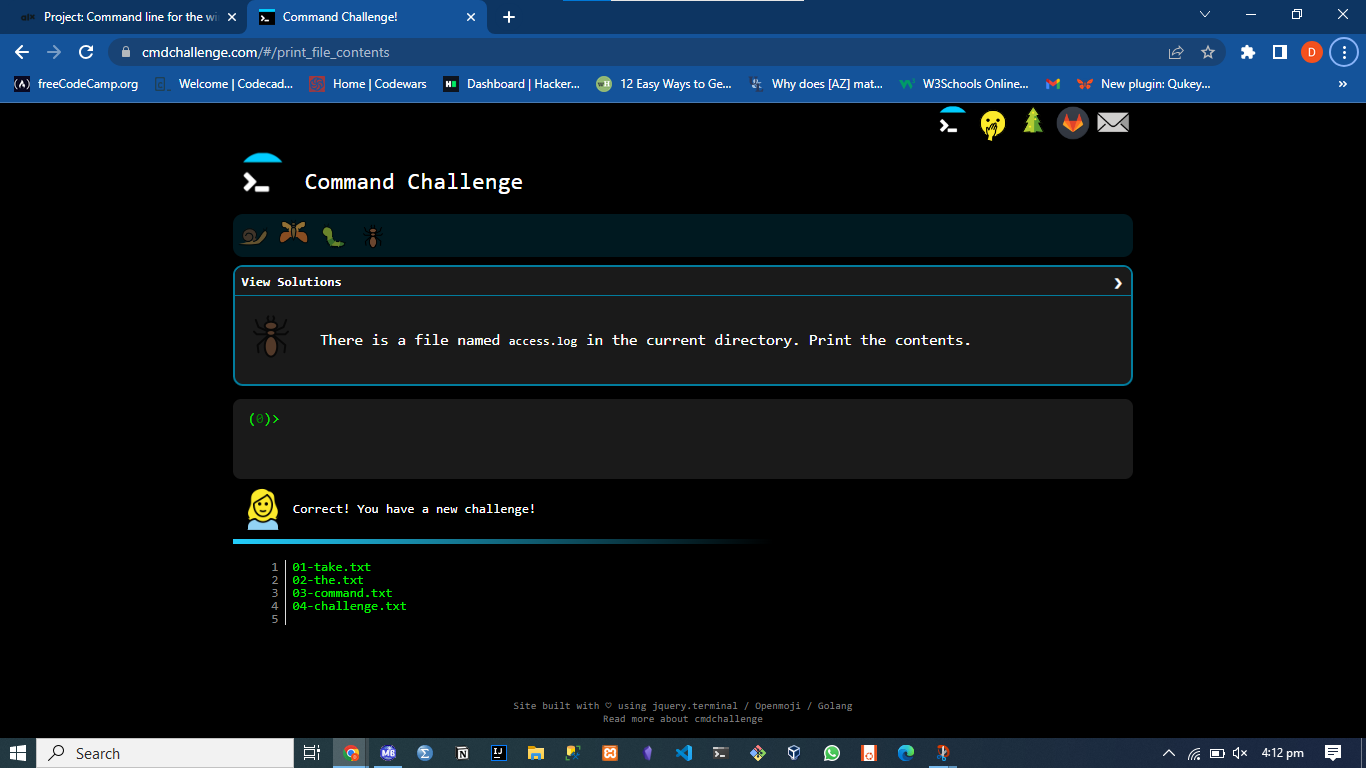 Project: Command line for the wi
Command Challenge!
cmdchallenge.com/#/print_file_contents
D
freeCodeCamp.org
Welcome | Codecad...
Home | Codewars
Dashboard | Hacker...
12 Easy Ways to Ge...
Why does [AZ] mat...
W3Schools Online...
New plugin: Qukey...
»
Command Challenge
View Solutions
There is a file named access.log in the current directory. Print the contents.
(0)>
Correct! You have a new challenge!
1 01-take.txt
2 02-the.txt
3 03-command.txt
4 04-challenge.txt
5
Site built with ♡ using jquery.terminal / Openmoji / Golang
Read more about cmdchallenge
Search
4:12 pm